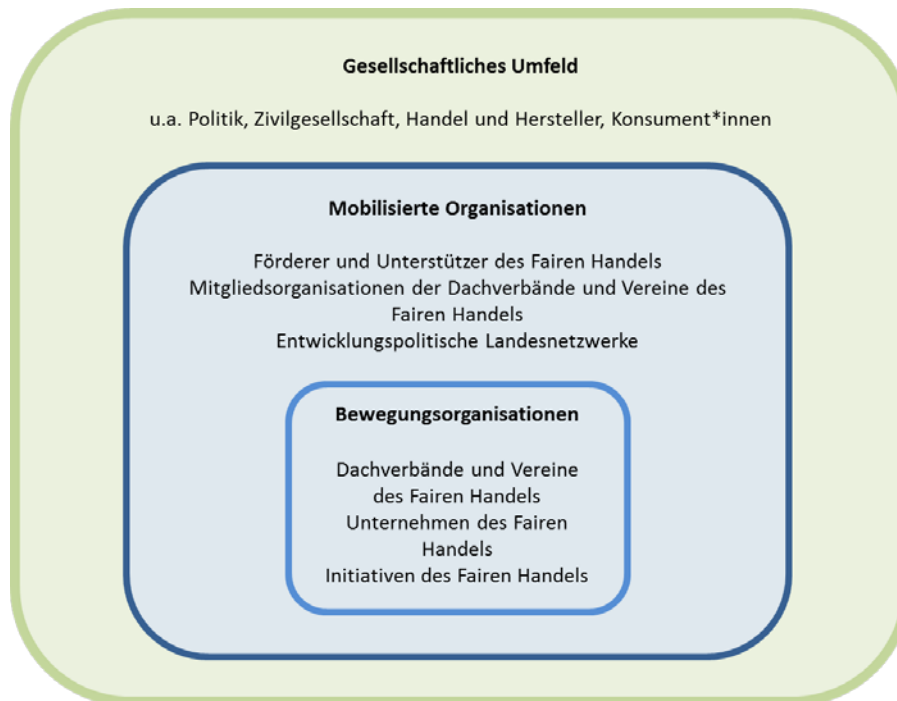 Gesellschaftliches Umfeld
u.a. Politik, Zivilgesellschaft, Handel und Hersteller, Konsument*innen
Mobilisierte Organisationen
Förderer und Unterstützer des Fairen Handels
Mitgliedsorganisationen der Dachverbände und Vereine des
Fairen Handels
Entwicklungspolitische Landesnetzwerke
Bewegungsorganisationen
Dachverbände und Vereine
des Fairen Handels
Unternehmen des Fairen
Handels
Initiativen des Fairen Handels